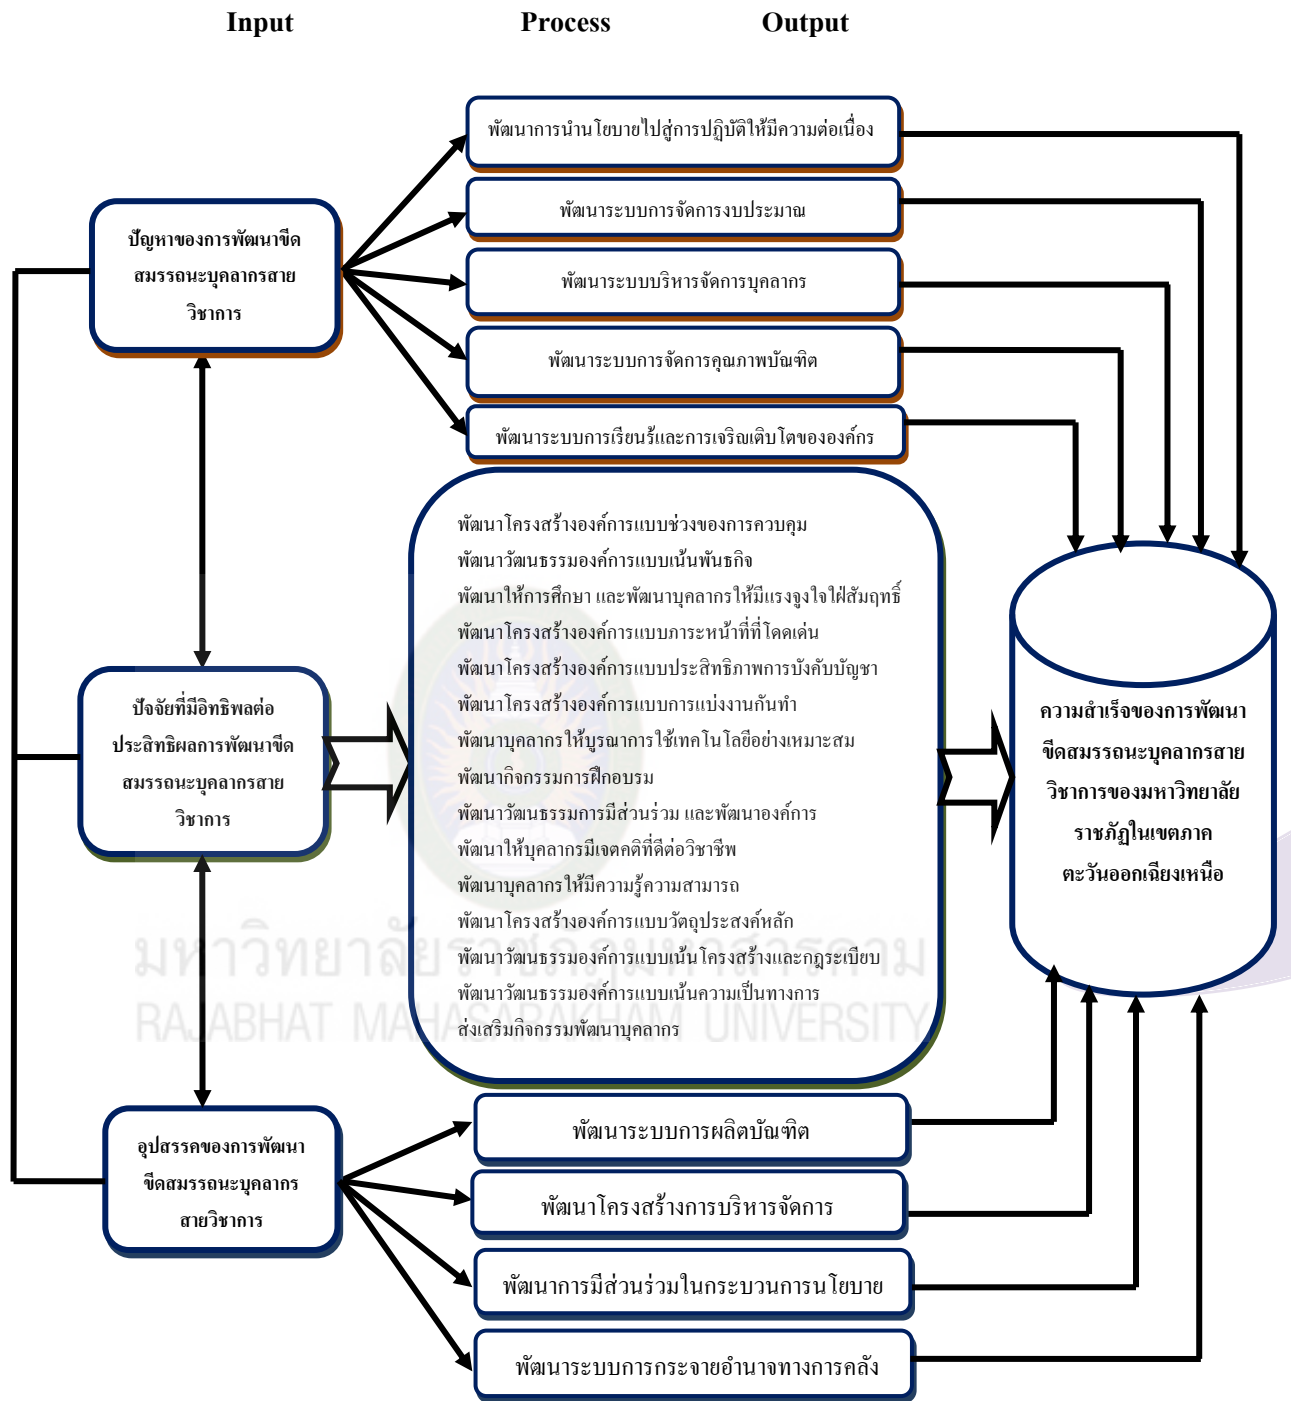 Input Process Output
พัฒนาการนำนโยบายไปสู่การปฏิบัติให้มีความต่อเนื่อง
พัฒนาระบบการจัดการงบประมาณ
พัฒนาระบบบริหารจัดการบุคลากร
พัฒนาระบบการจัดการคุณภาพบัณฑิต
พัฒนาระบบการเรียนรู้และการเจริญเติบโตขององค์กร
ปัญหาของการพัฒนาขีด
สมรรถนะบุคลากรสาย
วิชาการ
ปัจจัยที่มีอิทธิพลต่อ
ประสิทธิผลการพัฒนาขีด
สมรรถนะบุคลากรสาย
วิชาการ
พัฒนาโครงสร้างองค์การแบบช่วงของการควบคุม
พัฒนาวัฒนธรรมองค์การแบบเน้นพันธกิจ
พัฒนาให้การศึกษา และพัฒนาบุคลากรให้มีแรงจูงใจใฝ่สัมฤทธิ์
พัฒนาโครงสร้างองค์การแบบภาระหน้าที่ที่โดดเด่น
พัฒนาโครงสร้างองค์การแบบประสิทธิภาพการบังคับบัญชา
พัฒนาโครงสร้างองค์การแบบการแบ่งงานกันทำ
พัฒนาบุคลากรให้บูรณาการใช้เทคโนโลยีอย่างเหมาะสม
พัฒนากิจกรรมการฝึกอบรม
พัฒนาวัฒนธรรมการมีส่วนร่วม และพัฒนาองค์การ
พัฒนาให้บุคลากรมีเจตคติที่ดีต่อวิชาชีพ
พัฒนาบุคลากรให้มีความรู้ความสามารถ
พัฒนาโครงสร้างองค์การแบบวัตถุประสงค์หลัก
พัฒนาวัฒนธรรมองค์การแบบเน้นโครงสร้างและกฎระเบียบ
พัฒนาวัฒนธรรมองค์การแบบเน้นความเป็นทางการ
ส่งเสริมกิจกรรมพัฒนาบุคลากร
ความสำเร็จของการพัฒนา
ขีดสมรรถนะบุคลากรสาย
วิชาการของมหาวิทยาลัย
ราชภัฏในเขตภาค
ตะวันออกเฉียงเหนือ
มหาวิทยาลัยราชภัฏมหาสารคาม
RAJABHAT MAHASARAKHAM UNIVERSITY
อุปสรรคของการพัฒนา
ขีดสมรรถนะบุคลากร
สายวิชาการ
พัฒนาระบบการผลิตบัณฑิต
พัฒนาโครงสร้างการบริหารจัดการ
พัฒนาการมีส่วนร่วมในกระบวนการนโยบาย
พัฒนาระบบการกระจายอำนาจทางการคลัง